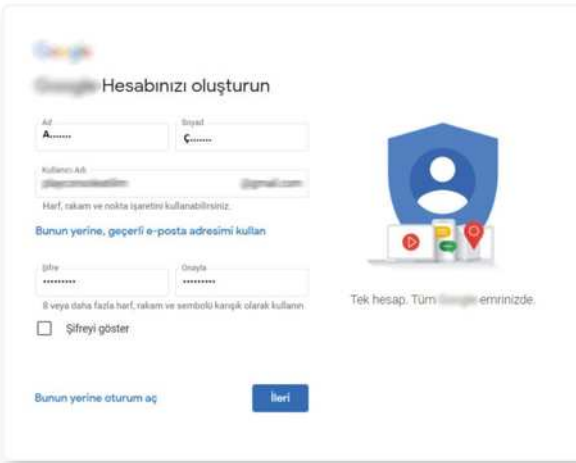 Hesabınızı oluşturun
Ad
A.......
Soyad
Ç.......
Kullanıcı Adı
Harf, rakam ve nokta işaretini kullanabilirsiniz.
Bunun yerine, geçerli e-posta adresimi kullan
Şifre
Onayla
8 veya daha fazla harf, rakam ve sembolü karışık olarak kullanın
Şifreyi göster
Tek hesap. Tüm emrinizde.
Bunun yerine oturum aç
İleri